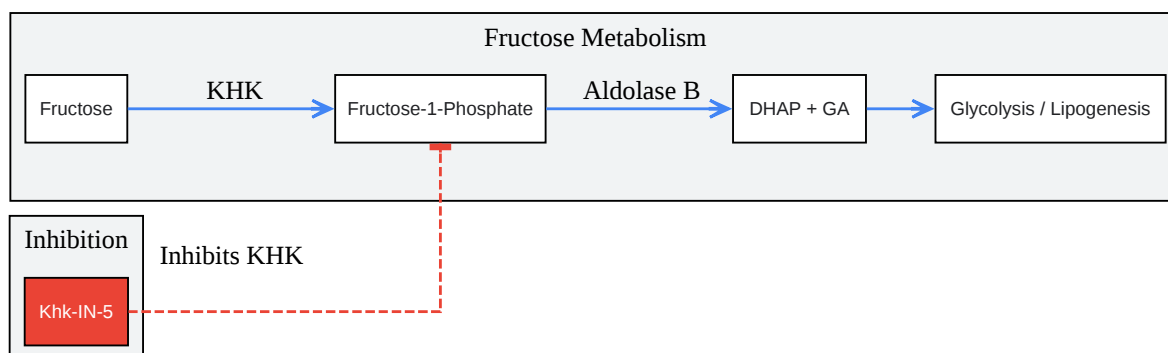 Fructose Metabolism
KHK
Aldolase B
Fructose
Fructose-1-Phosphate
DHAP + GA
Glycolysis / Lipogenesis
Inhibition
Inhibits KHK
Khk-IN-5